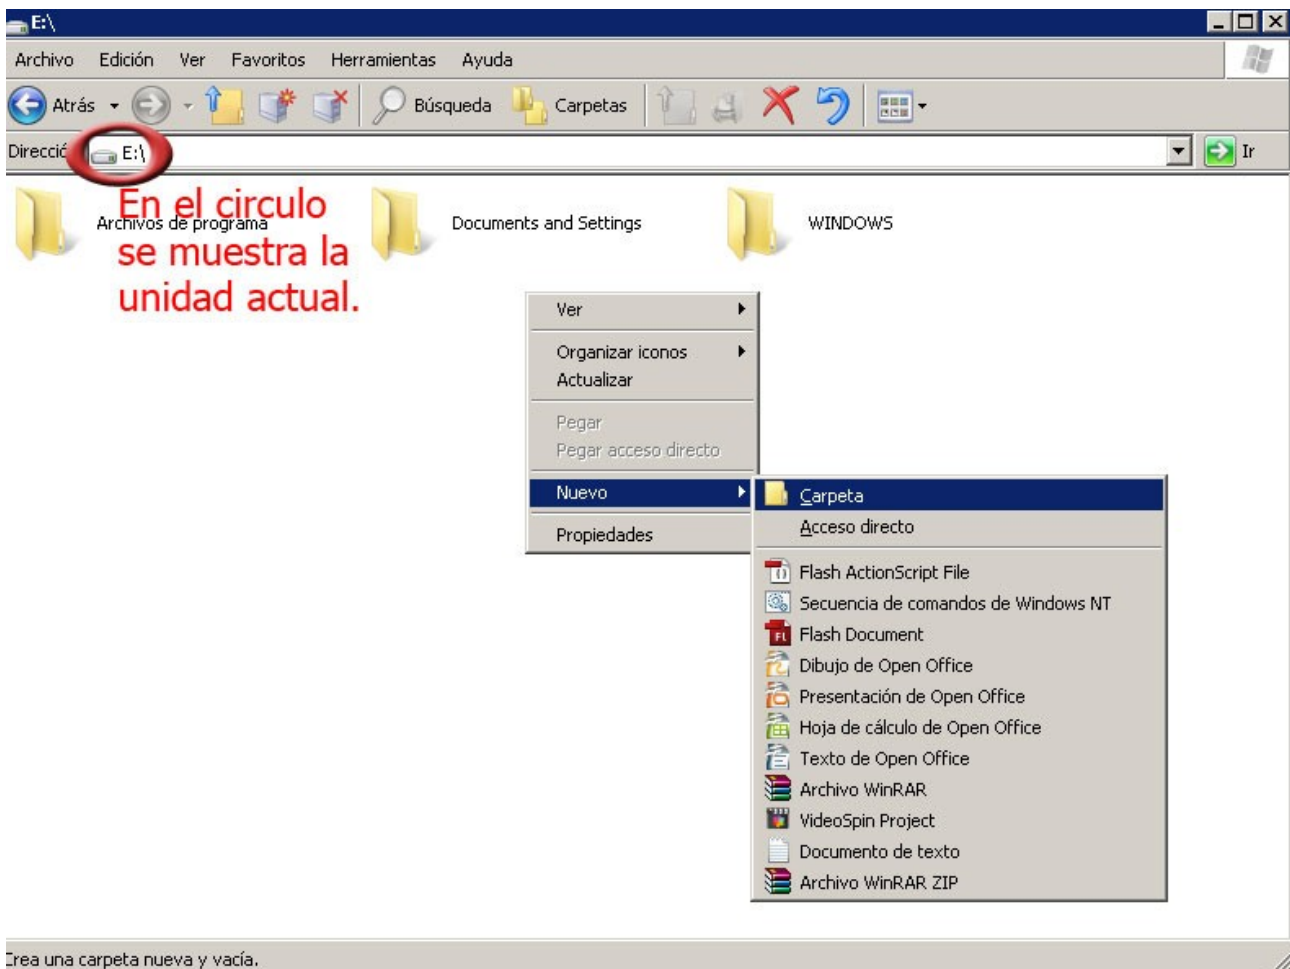 E:\
Archivo Edición Ver Favoritos Herramientas Ayuda
Atrás Búsqueda Carpetas
Direcció E:\ Ir
Archivos de programa Documents and Settings WINDOWS
En el circulo
se muestra la
unidad actual.
Ver
Organizar iconos
Actualizar
Pegar
Pegar acceso directo
Nuevo
Propiedades
Carpeta
Acceso directo
Flash ActionScript File
Secuencia de comandos de Windows NT
Flash Document
Dibujo de Open Office
Presentación de Open Office
Hoja de cálculo de Open Office
Texto de Open Office
Archivo WinRAR
VideoSpin Project
Documento de texto
Archivo WinRAR ZIP
Crea una carpeta nueva y vacía.